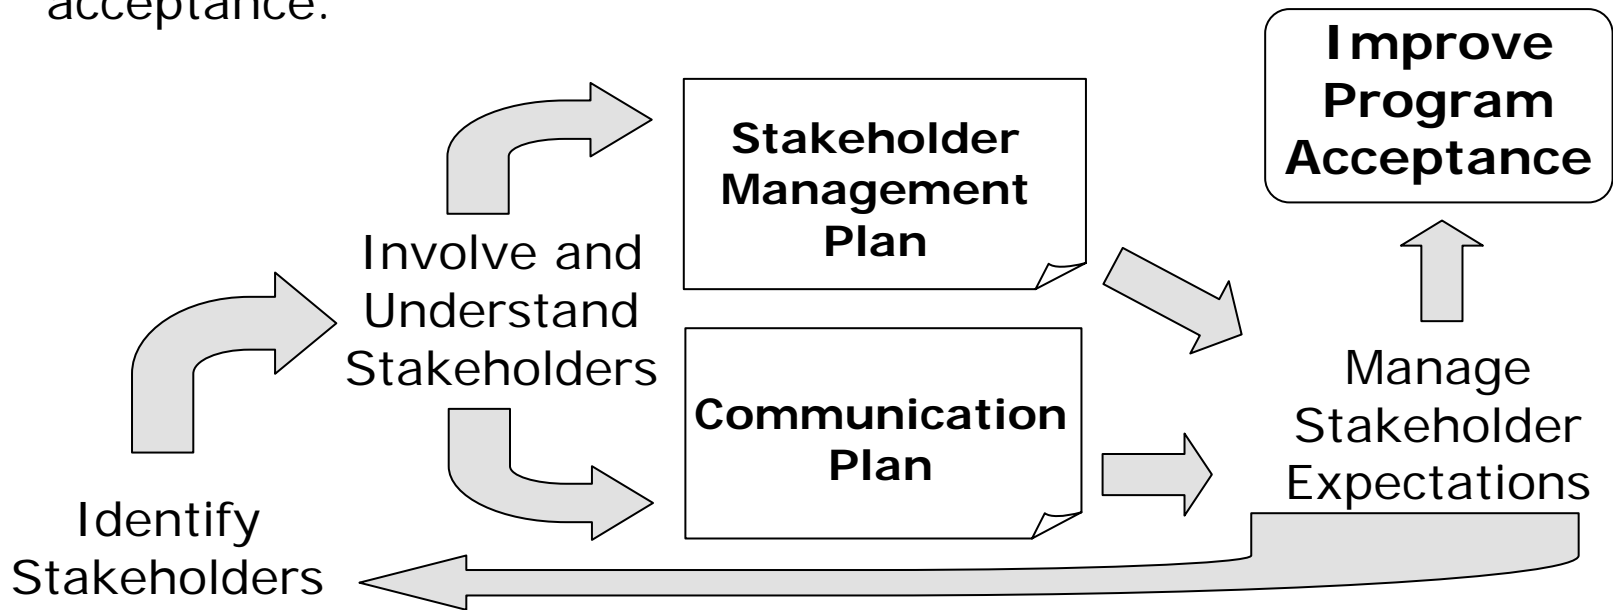 acceptance.
Improve
Program
Acceptance
Stakeholder
Management
Plan
Involve and
Understand
Stakeholders
Communication
Plan
Manage
Stakeholder
Expectations
Identify
Stakeholders